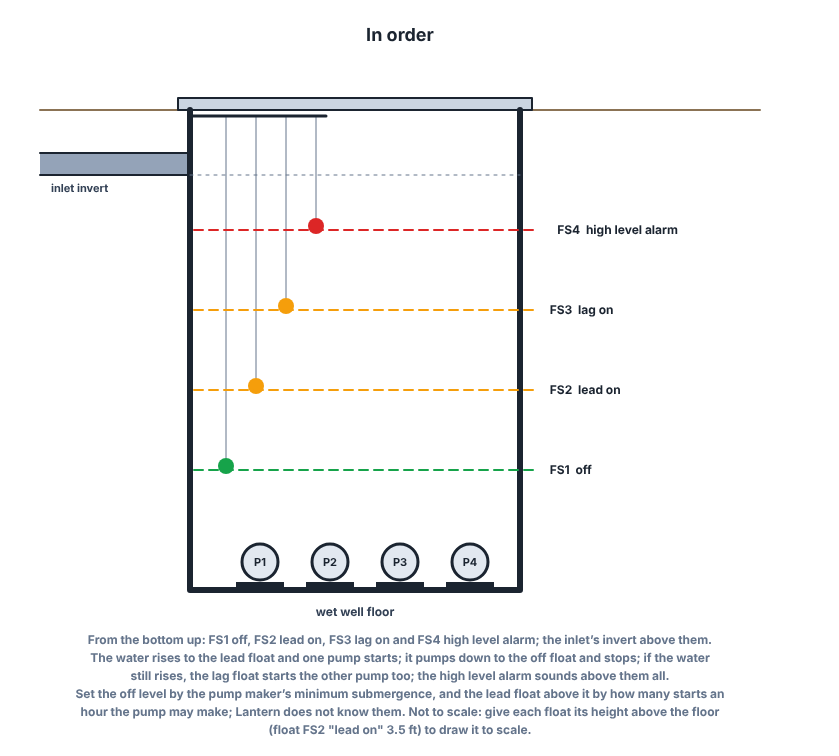 In order
inlet invert
FS4 high level alarm
FS3 lag on
FS2 lead on
FS1 off
P1 P2 P3 P4
wet well floor
From the bottom up: FS1 off, FS2 lead on, FS3 lag on and FS4 high level alarm; the inlet’s invert above them.
The water rises to the lead float and one pump starts; it pumps down to the off float and stops; if the water
still rises, the lag float starts the other pump too; the high level alarm sounds above them all.
Set the off level by the pump maker’s minimum submergence, and the lead float above it by how many starts an
hour the pump may make; Lantern does not know them. Not to scale: give each float its height above the floor
(float FS2 "lead on" 3.5 ft) to draw it to scale.